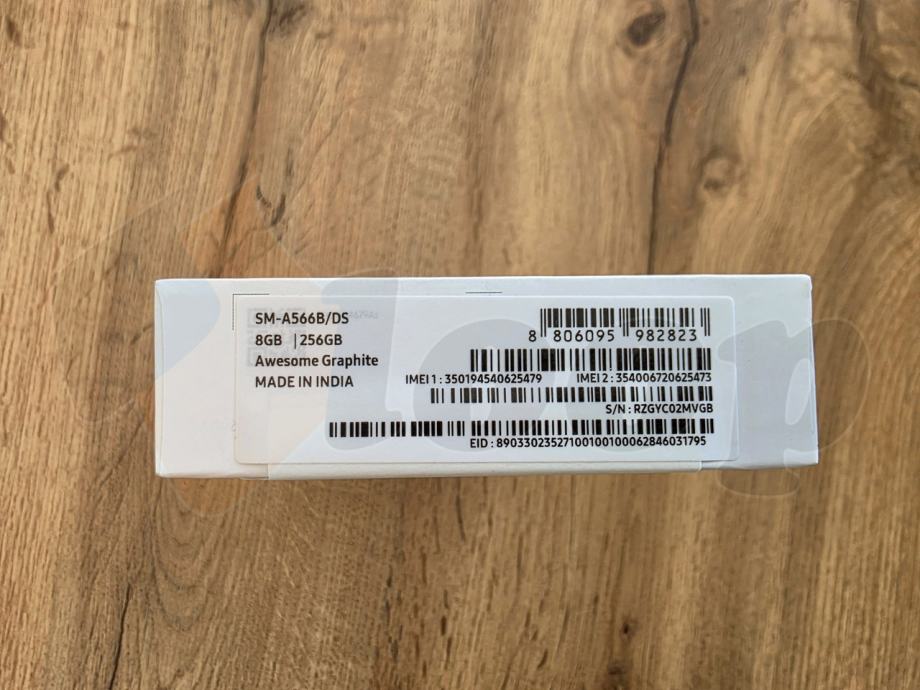 SM-A566B/DS
8GB | 256GB
Awesome Graphite
MADE IN INDIA
8 806095 982823
IMEI 1 : 350194540625479 IMEI 2 : 354006720625473
S/N : RZGYC02MVGB
EID : 89033023527100100100062846031795